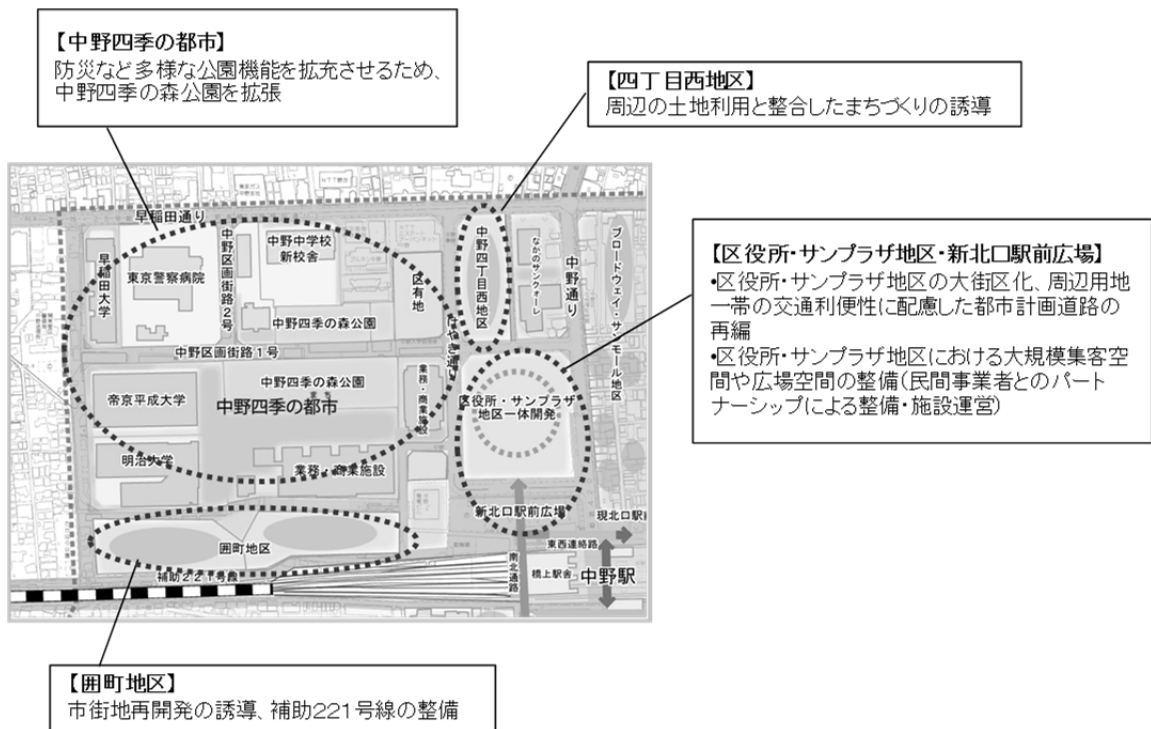 【中野四季の都市】
防災など多様な公園機能を拡充させるため、
中野四季の森公園を拡張
【四丁目西地区】
周辺の土地利用と整合したまちづくりの誘導
【区役所・サンプラザ地区・新北口駅前広場】
•区役所・サンプラザ地区の大街区化、周辺用地
一帯の交通利便性に配慮した都市計画道路の
再編
•区役所・サンプラザ地区における大規模集客空
間や広場空間の整備(民間事業者とのパート
ナーシップによる整備・施設運営)
早稲田通り
早稲田大学
東京警察病院
中野区画街路2号
中野中学校
新校舎
区有地
中野四季の森公園
けやき通り
中野四丁目西地区
なかのサンクォーレ
中野通り
ブロードウェイ・サンモール地区
中野区画街路1号
帝京平成大学
中野四季の森公園
まち
中野四季の都市
業務・商業施設
区役所・サンプラザ
地区一体開発
明治大学
業務・商業施設
新北口駅前広場
現北口駅前
囲町地区
東西連絡路
補助221号線
南北通路
橋上駅舎
中野駅
【囲町地区】
市街地再開発の誘導、補助221号線の整備